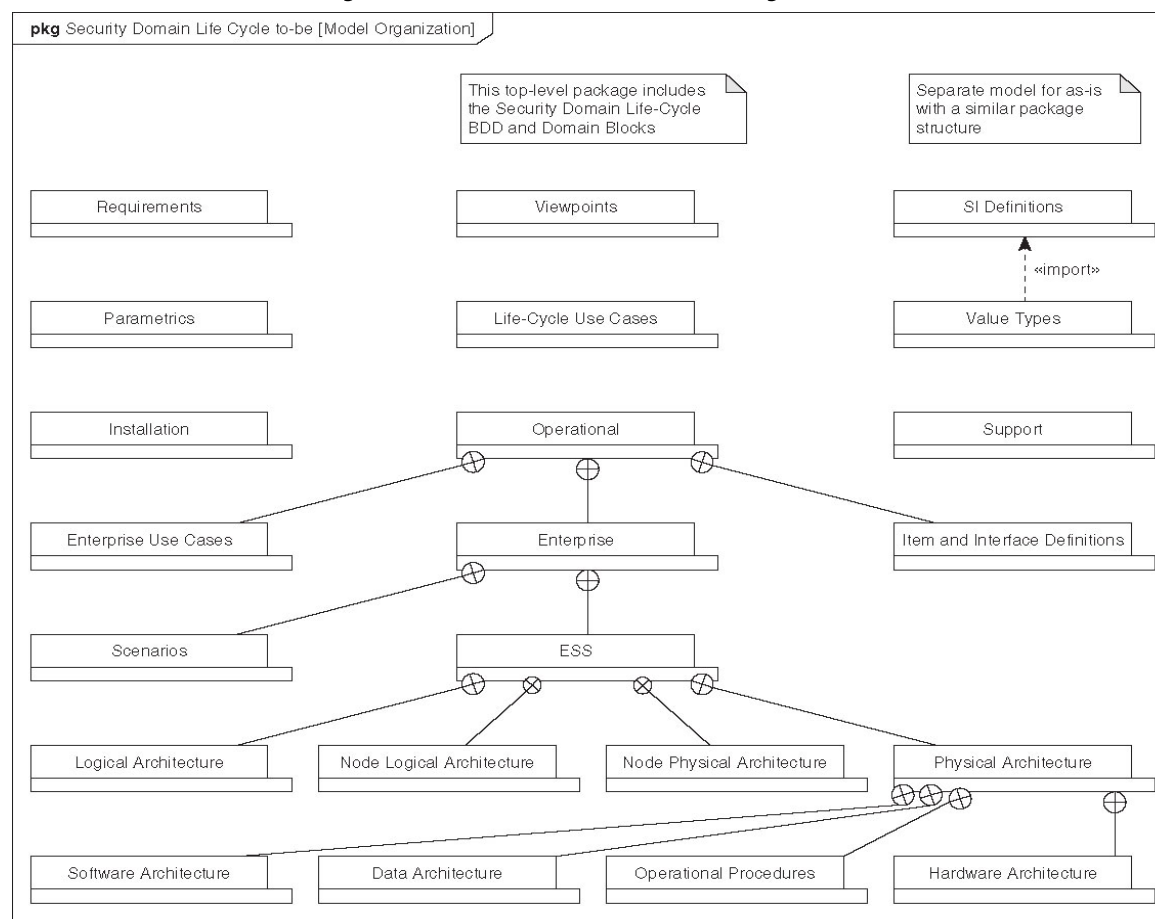 pkg Security Domain Life Cycle to-be [Model Organization]
This top-level package includes
the Security Domain Life-Cycle
BDD and Domain Blocks
Separate model for as-is
with a similar package
structure
Requirements
Viewpoints
SI Definitions
«import»
Parametrics
Life-Cycle Use Cases
Value Types
Installation
Operational
Support
Enterprise Use Cases
Enterprise
Item and Interface Definitions
Scenarios
ESS
Logical Architecture
Node Logical Architecture
Node Physical Architecture
Physical Architecture
Software Architecture
Data Architecture
Operational Procedures
Hardware Architecture